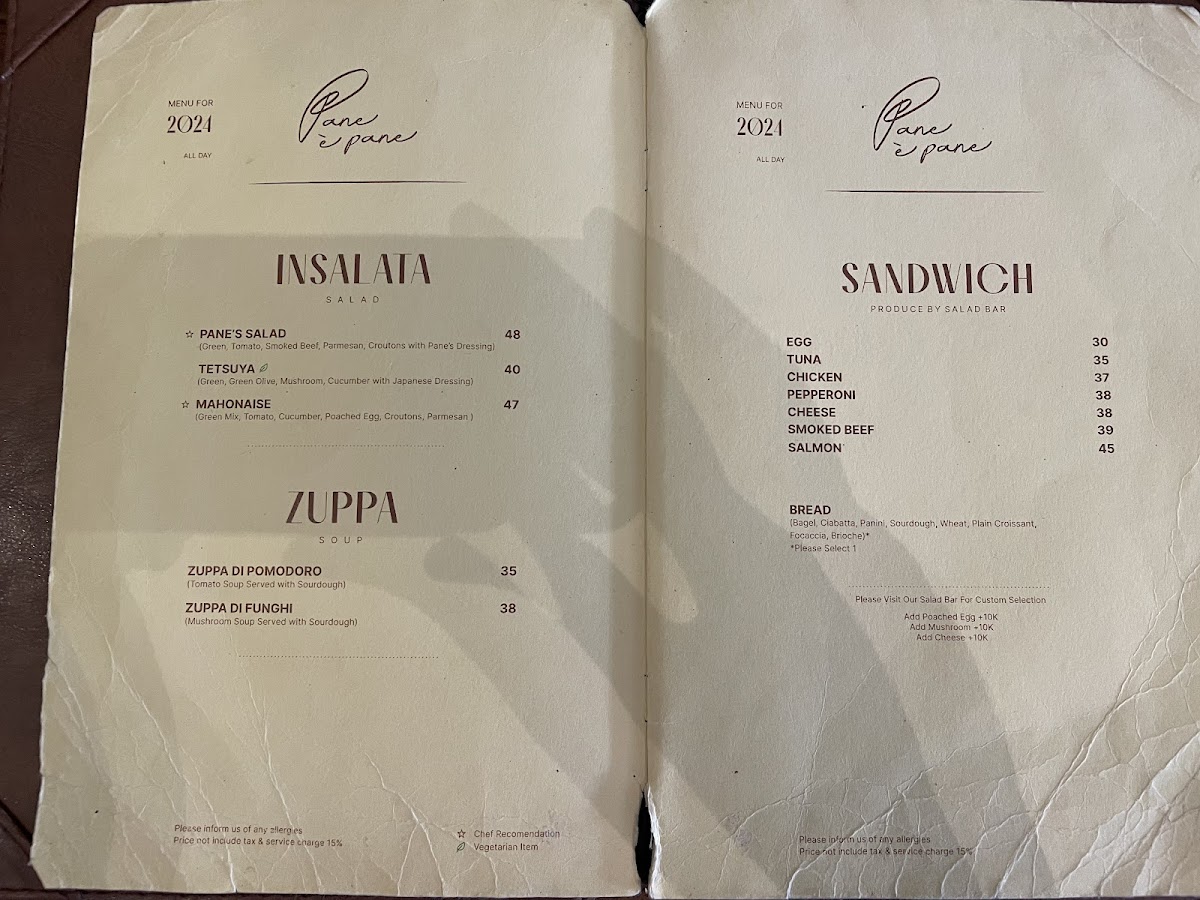 MENU FOR
2024
ALL DAY
Pane
è pane
INSALATA
SALAD
☆ PANE'S SALAD 48
(Green, Tomato, Smoked Beef, Parmesan, Croutons with Pane's Dressing)
TETSUYA 40
(Green, Green Olive, Mushroom, Cucumber with Japanese Dressing)
☆ MAHONAISE 47
(Green Mix, Tomato, Cucumber, Poached Egg, Croutons, Parmesan )
ZUPPA
SOUP
ZUPPA DI POMODORO 35
(Tomato Soup Served with Sourdough)
ZUPPA DI FUNGHI 38
(Mushroom Soup Served with Sourdough)
Please inform us of any allergies
Price not include tax & service charge 15%
☆ Chef Recomendation
Vegetarian Item
MENU FOR
2024
ALL DAY
Pane
è pane
SANDWICH
PRODUCE BY SALAD BAR
EGG 30
TUNA 35
CHICKEN 37
PEPPERONI 38
CHEESE 38
SMOKED BEEF 39
SALMON 45
BREAD
(Bagel, Ciabatta, Panini, Sourdough, Wheat, Plain Croissant,
Focaccia, Brioche)*
*Please Select 1
Please Visit Our Salad Bar For Custom Selection
Add Poached Egg +10K
Add Mushroom +10K
Add Cheese +10K
Please inform us of any allergies
Price not include tax & service charge 15%